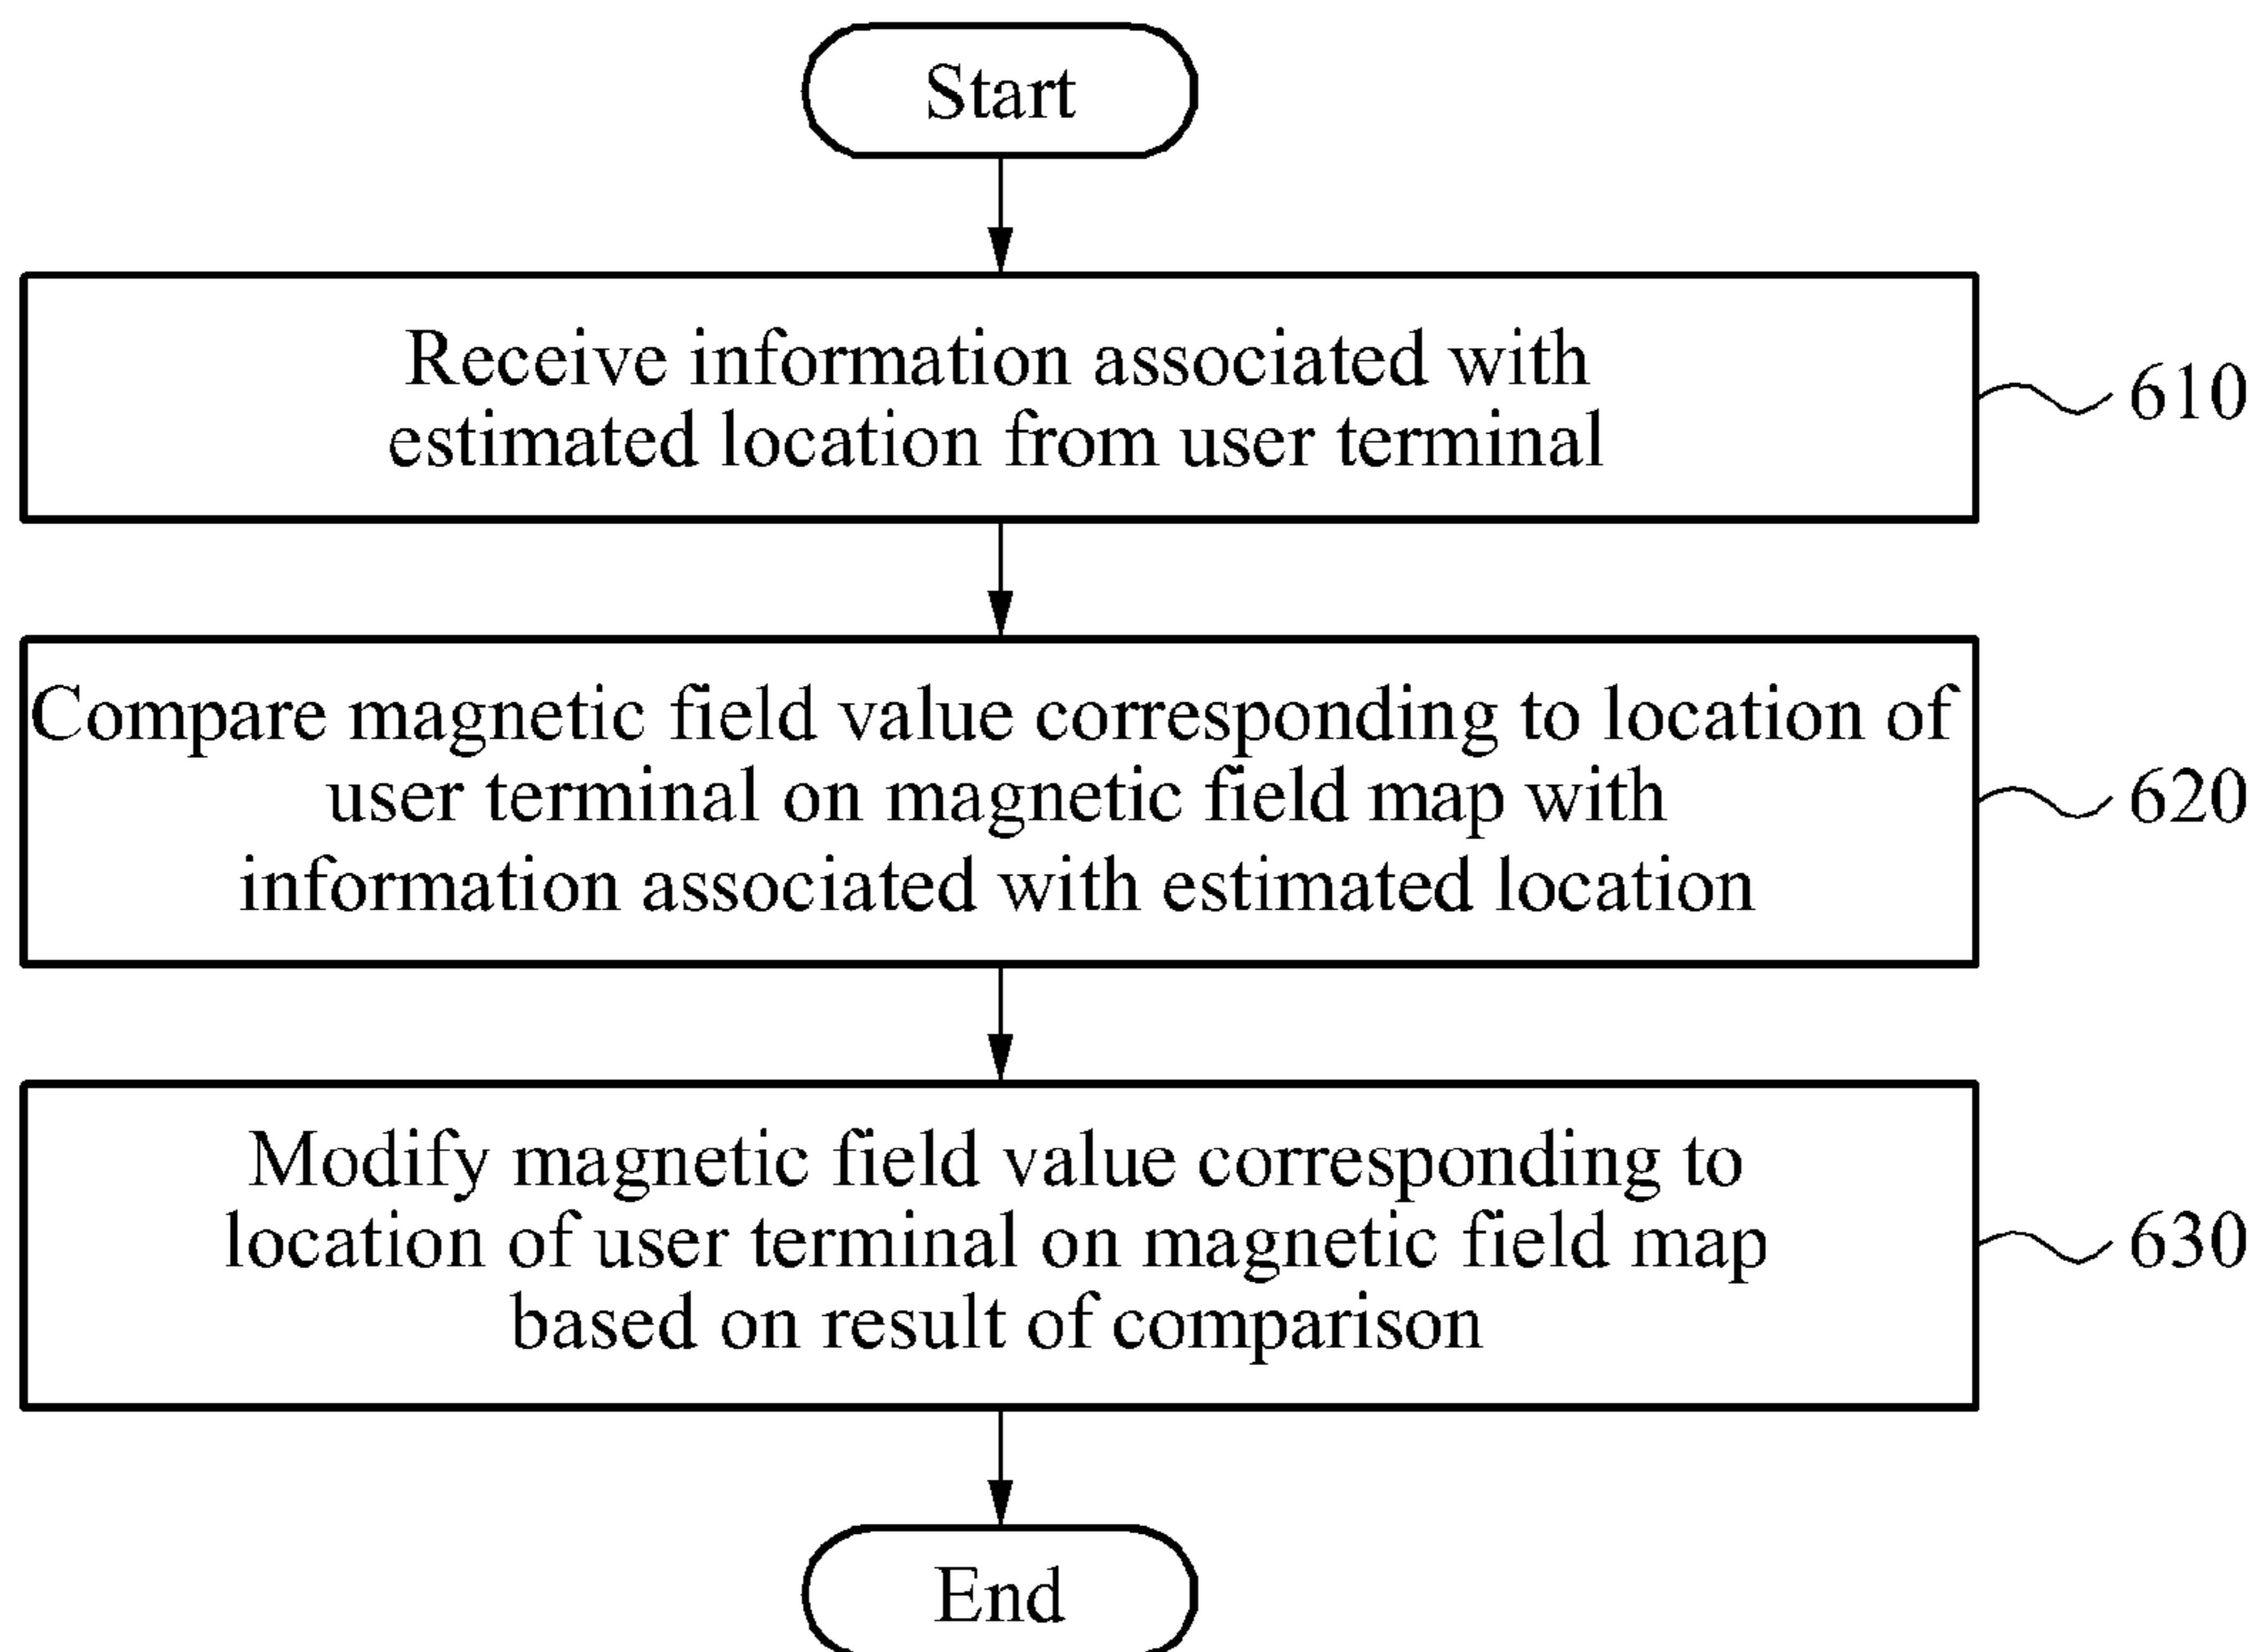 Start
Receive information associated with
estimated location from user terminal
610
Compare magnetic field value corresponding to location of
user terminal on magnetic field map with
information associated with estimated location
620
Modify magnetic field value corresponding to
location of user terminal on magnetic field map
based on result of comparison
630
End